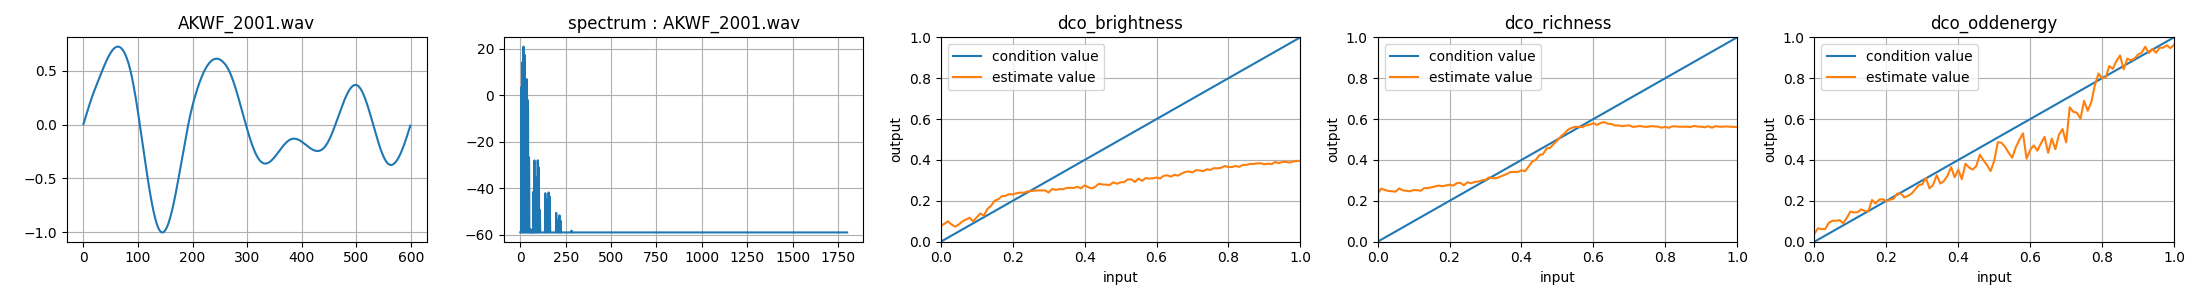 AKWF_2001.wav
0.5
0.0
−0.5
−1.0
0 100 200 300 400 500 600
spectrum : AKWF_2001.wav
20
0
−20
−40
−60
0 250 500 750 1000 1250 1500 1750
dco_brightness
condition value
estimate value
output
1.0
0.8
0.6
0.4
0.2
0.0
0.0 0.2 0.4 0.6 0.8 1.0
input
dco_richness
condition value
estimate value
output
1.0
0.8
0.6
0.4
0.2
0.0
0.0 0.2 0.4 0.6 0.8 1.0
input
dco_oddenergy
condition value
estimate value
output
1.0
0.8
0.6
0.4
0.2
0.0
0.0 0.2 0.4 0.6 0.8 1.0
input